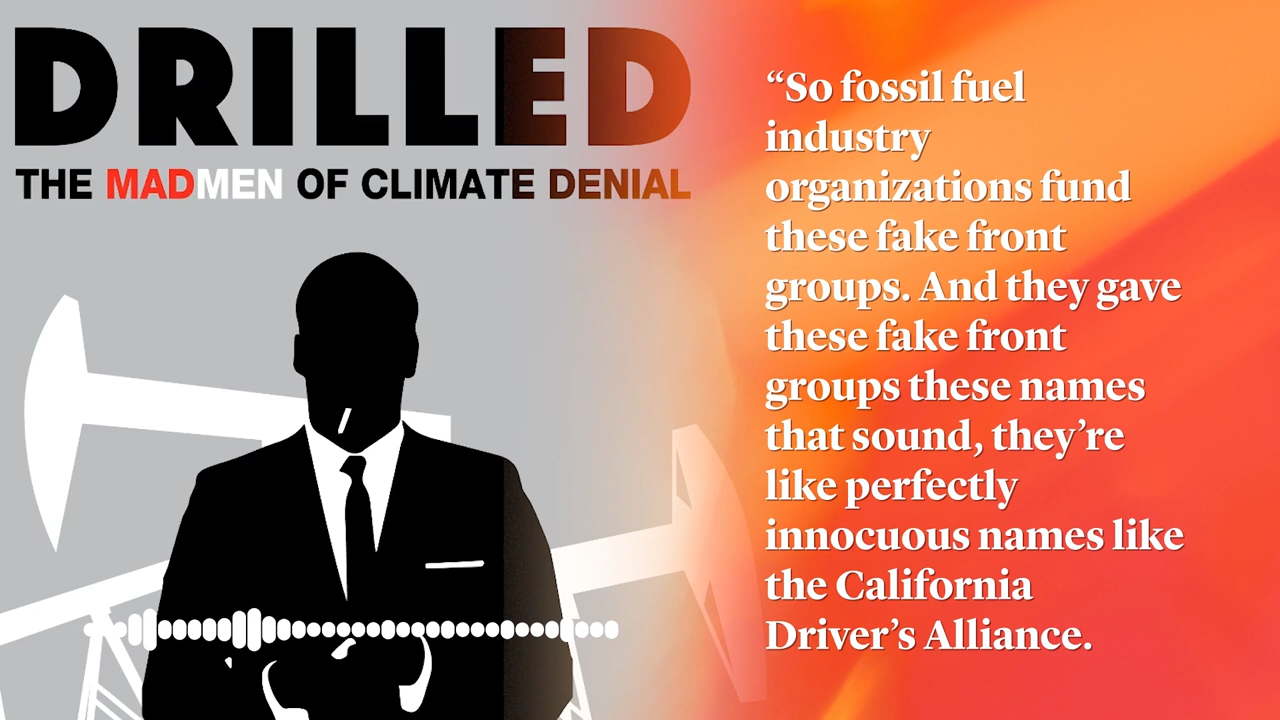 DRILLED
THE MADMEN OF CLIMATE DENIAL
“So fossil fuel
industry
organizations fund
these fake front
groups. And they gave
these fake front
groups these names
that sound, they’re
like perfectly
innocuous names like
the California
Driver’s Alliance.